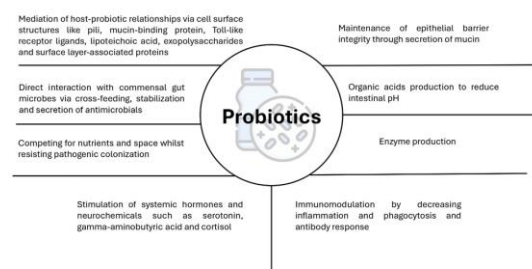 Mediation of host-probiotic relationships via cell surface
structures like pili, mucin-binding protein, Toll-like
receptor ligands, lipoteichoic acid, exopolysaccharides
and surface layer-associated proteins
Maintenance of epithelial barrier
integrity through secretion of mucin
Direct interaction with commensal gut
microbes via cross-feeding, stabilization
and secretion of antimicrobials
Organic acids production to reduce
intestinal pH
Probiotics
Competing for nutrients and space whilst
resisting pathogenic colonization
Enzyme production
Stimulation of systemic hormones and
neurochemicals such as serotonin,
gamma-aminobutyric acid and cortisol
Immunomodulation by decreasing
inflammation and phagocytosis and
antibody response